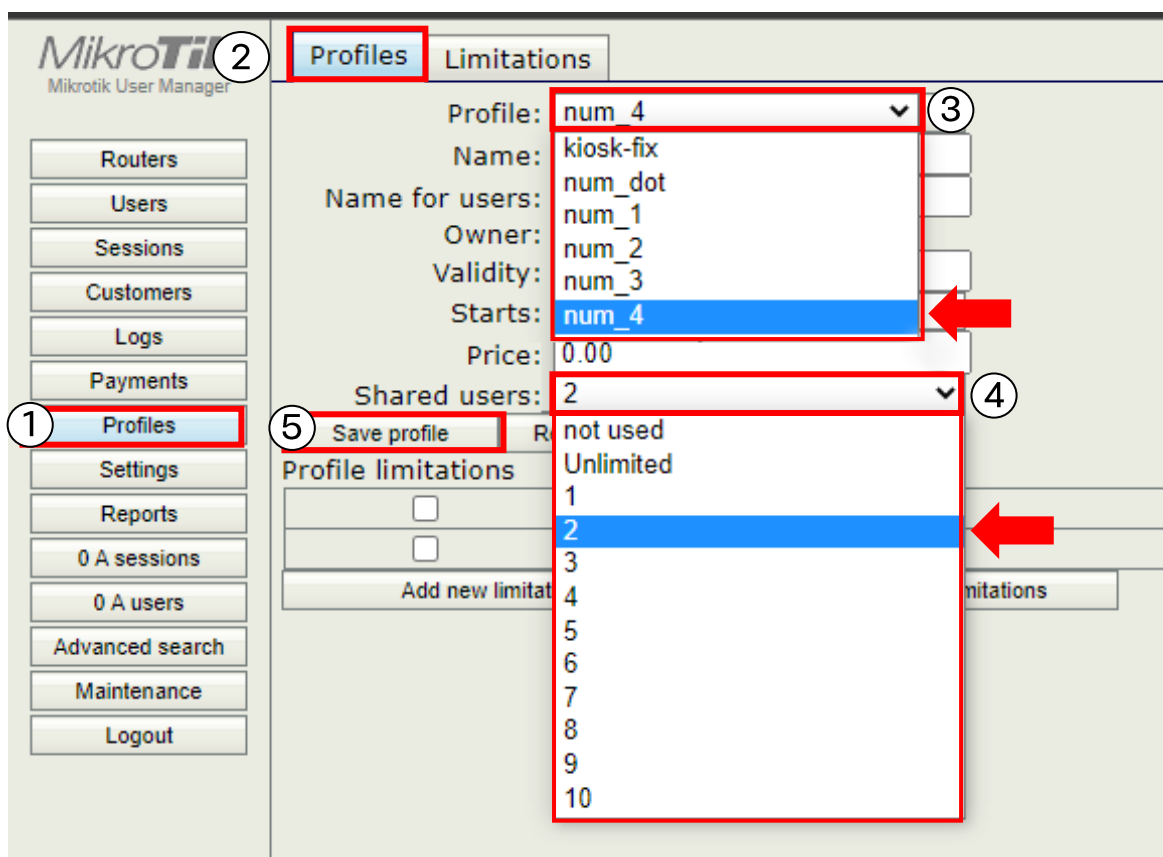 MikroTi
Mikrotik User Manager
Routers
Users
Sessions
Customers
Logs
Payments
1
Profiles
Settings
Reports
0 A sessions
0 A users
Advanced search
Maintenance
Logout
2
Profiles
Limitations
Profile: num_4
3
kiosk-fix
num_dot
num_1
num_2
num_3
num_4
Name:
Name for users:
Owner:
Validity:
Starts:
Price: 0.00
Shared users: 2
4
not used
Unlimited
1
2
3
4
5
6
7
8
9
10
5
Save profile
Profile limitations
Add new limitat
mitations